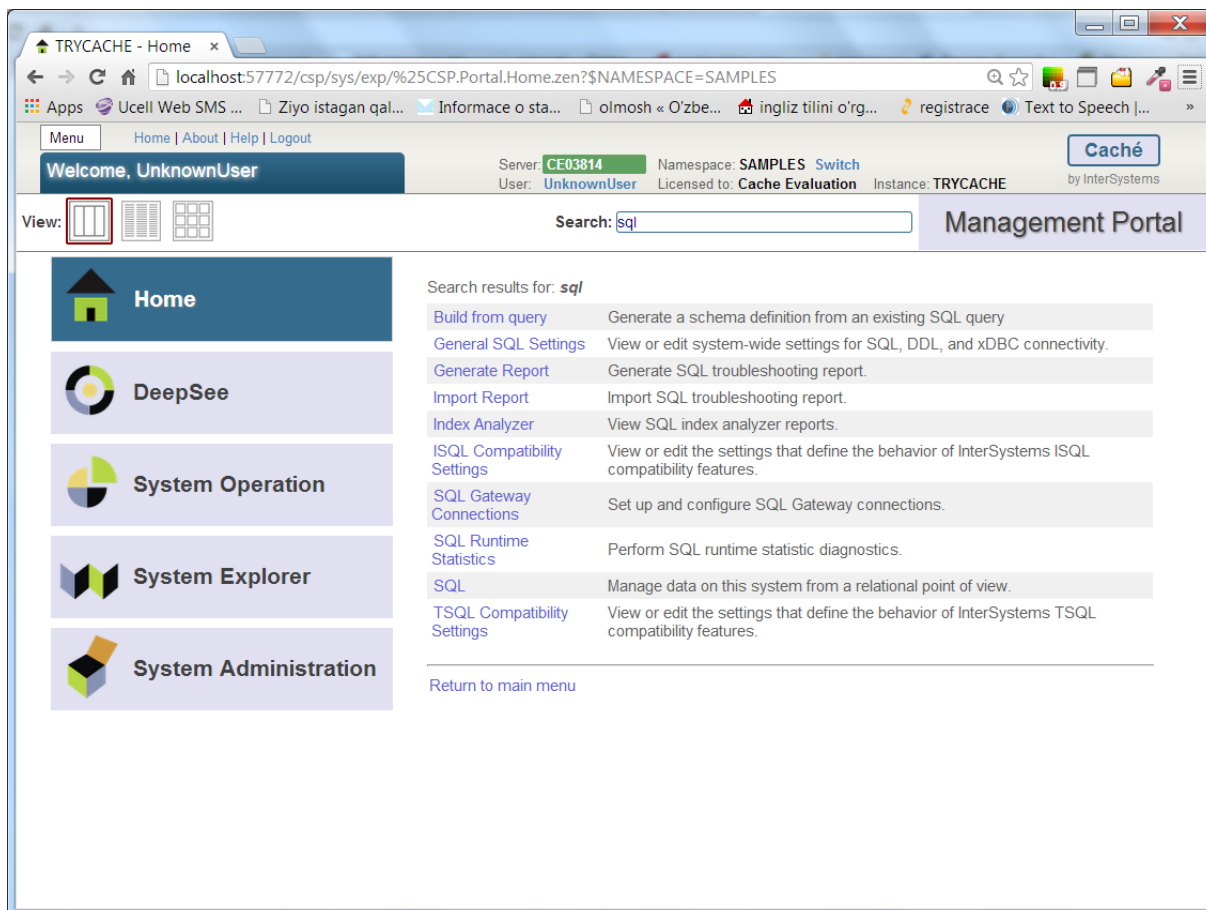 TRYCACHE - Home
localhost:57772/csp/sys/exp/%25CSP.Portal.Home.zen?$NAMESPACE=SAMPLES
Apps Ucell Web SMS ... Ziyo istagan qal... Informace o sta... olmosh « O'zbe... ingliz tilini o'rg... registrace Text to Speech |... »
Menu Home | About | Help | Logout
Welcome, UnknownUser
Server: CE03814 Namespace: SAMPLES Switch
User: UnknownUser Licensed to: Cache Evaluation Instance: TRYCACHE
Caché
by InterSystems
View: Search: sql Management Portal
Home
DeepSee
System Operation
System Explorer
System Administration
Search results for: sql
Build from query Generate a schema definition from an existing SQL query
General SQL Settings View or edit system-wide settings for SQL, DDL, and xDBC connectivity.
Generate Report Generate SQL troubleshooting report.
Import Report Import SQL troubleshooting report.
Index Analyzer View SQL index analyzer reports.
ISQL Compatibility View or edit the settings that define the behavior of InterSystems ISQL
Settings compatibility features.
SQL Gateway
Connections Set up and configure SQL Gateway connections.
SQL Runtime
Statistics Perform SQL runtime statistic diagnostics.
SQL Manage data on this system from a relational point of view.
TSQL Compatibility View or edit the settings that define the behavior of InterSystems TSQL
Settings compatibility features.
Return to main menu